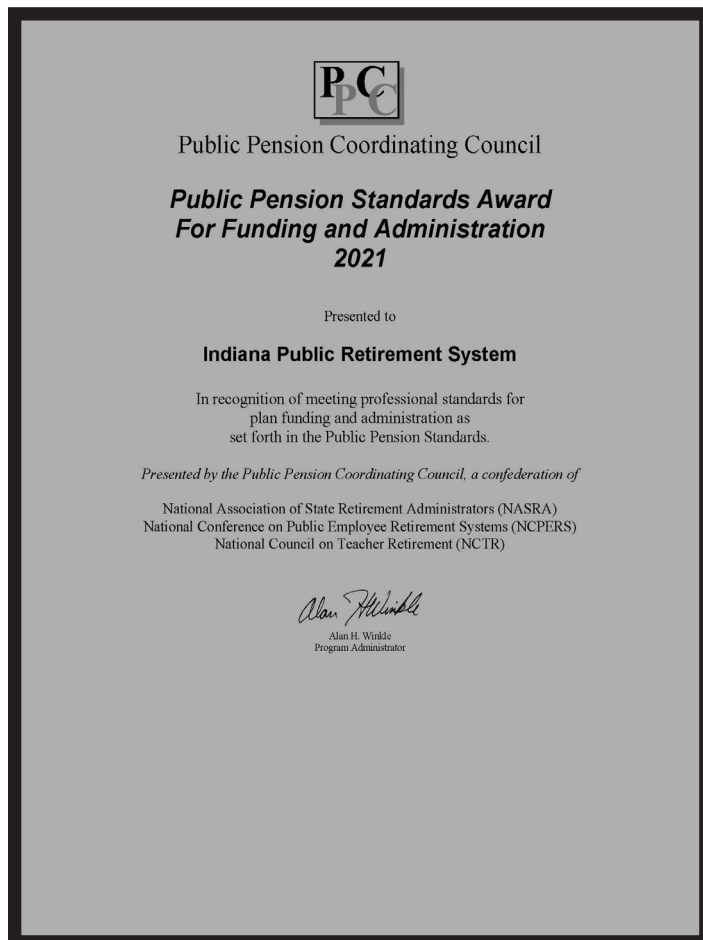 PPCC
Public Pension Coordinating Council
Public Pension Standards Award
For Funding and Administration
2021
Presented to
Indiana Public Retirement System
In recognition of meeting professional standards for
plan funding and administration as
set forth in the Public Pension Standards.
Presented by the Public Pension Coordinating Council, a confederation of
National Association of State Retirement Administrators (NASRA)
National Conference on Public Employee Retirement Systems (NCPERS)
National Council on Teacher Retirement (NCTR)
Alan H Winkle
Alan H. Winkle
Program Administrator